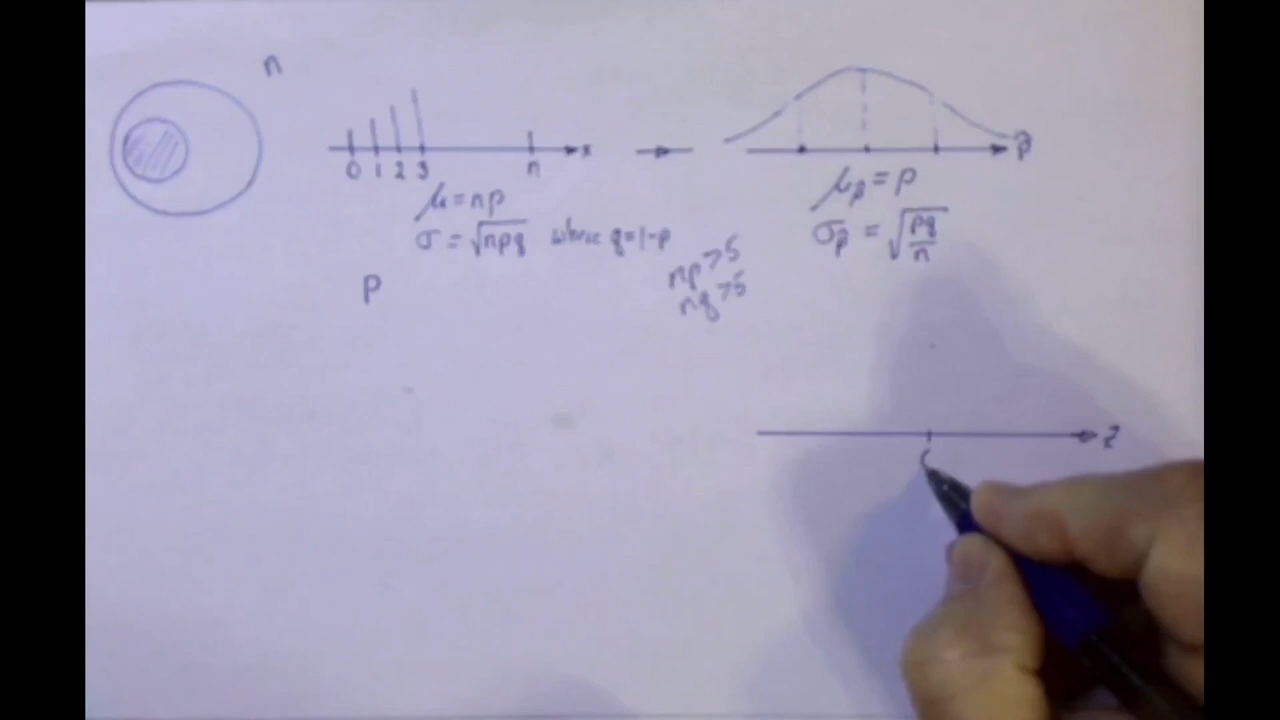 n
0 1 2 3 n x
μ = np
σ = √npq where q = 1-p
np > 5
nq > 5
P
p̂
μp̂ = p
σp̂ = √pq/n
z